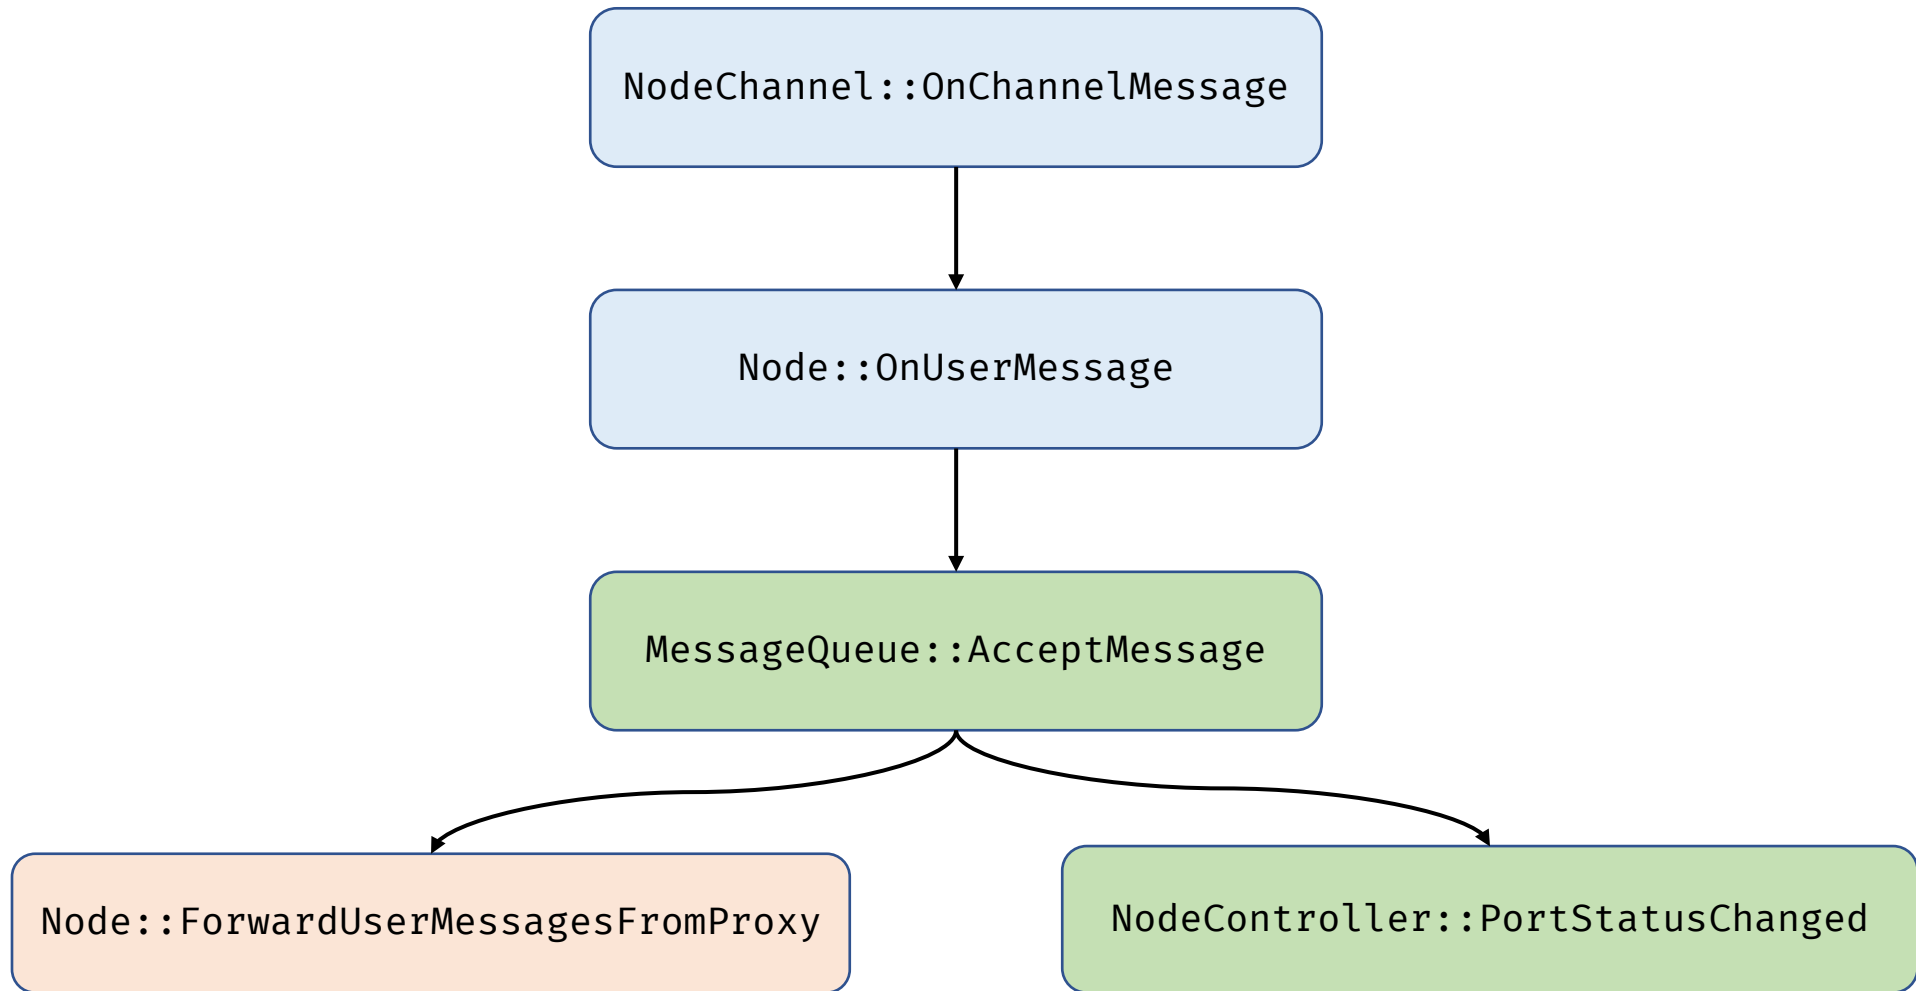 NodeChannel::OnChannelMessage
Node::OnUserMessage
MessageQueue::AcceptMessage
Node::ForwardUserMessagesFromProxy
NodeController::PortStatusChanged